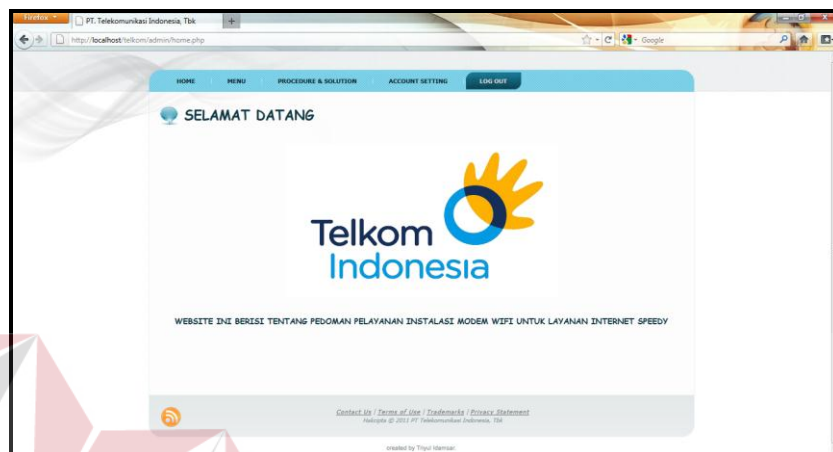 Firefox
PT. Telekomunikasi Indonesia, Tbk
http://localhost/telkom/admin/home.php
Google
HOME MENU PROCEDURE & SOLUTION ACCOUNT SETTING LOG OUT
SELAMAT DATANG
Telkom
Indonesia
WEBSITE INI BERISI TENTANG PEDOMAN PELAYANAN INSTALASI MODEM WIFI UNTUK LAYANAN INTERNET SPEEDY
Contact Us / Terms of Use / Trademarks / Privacy Statement
Hakcipta © 2011 PT Telekomunikasi Indonesia, Tbk
created by